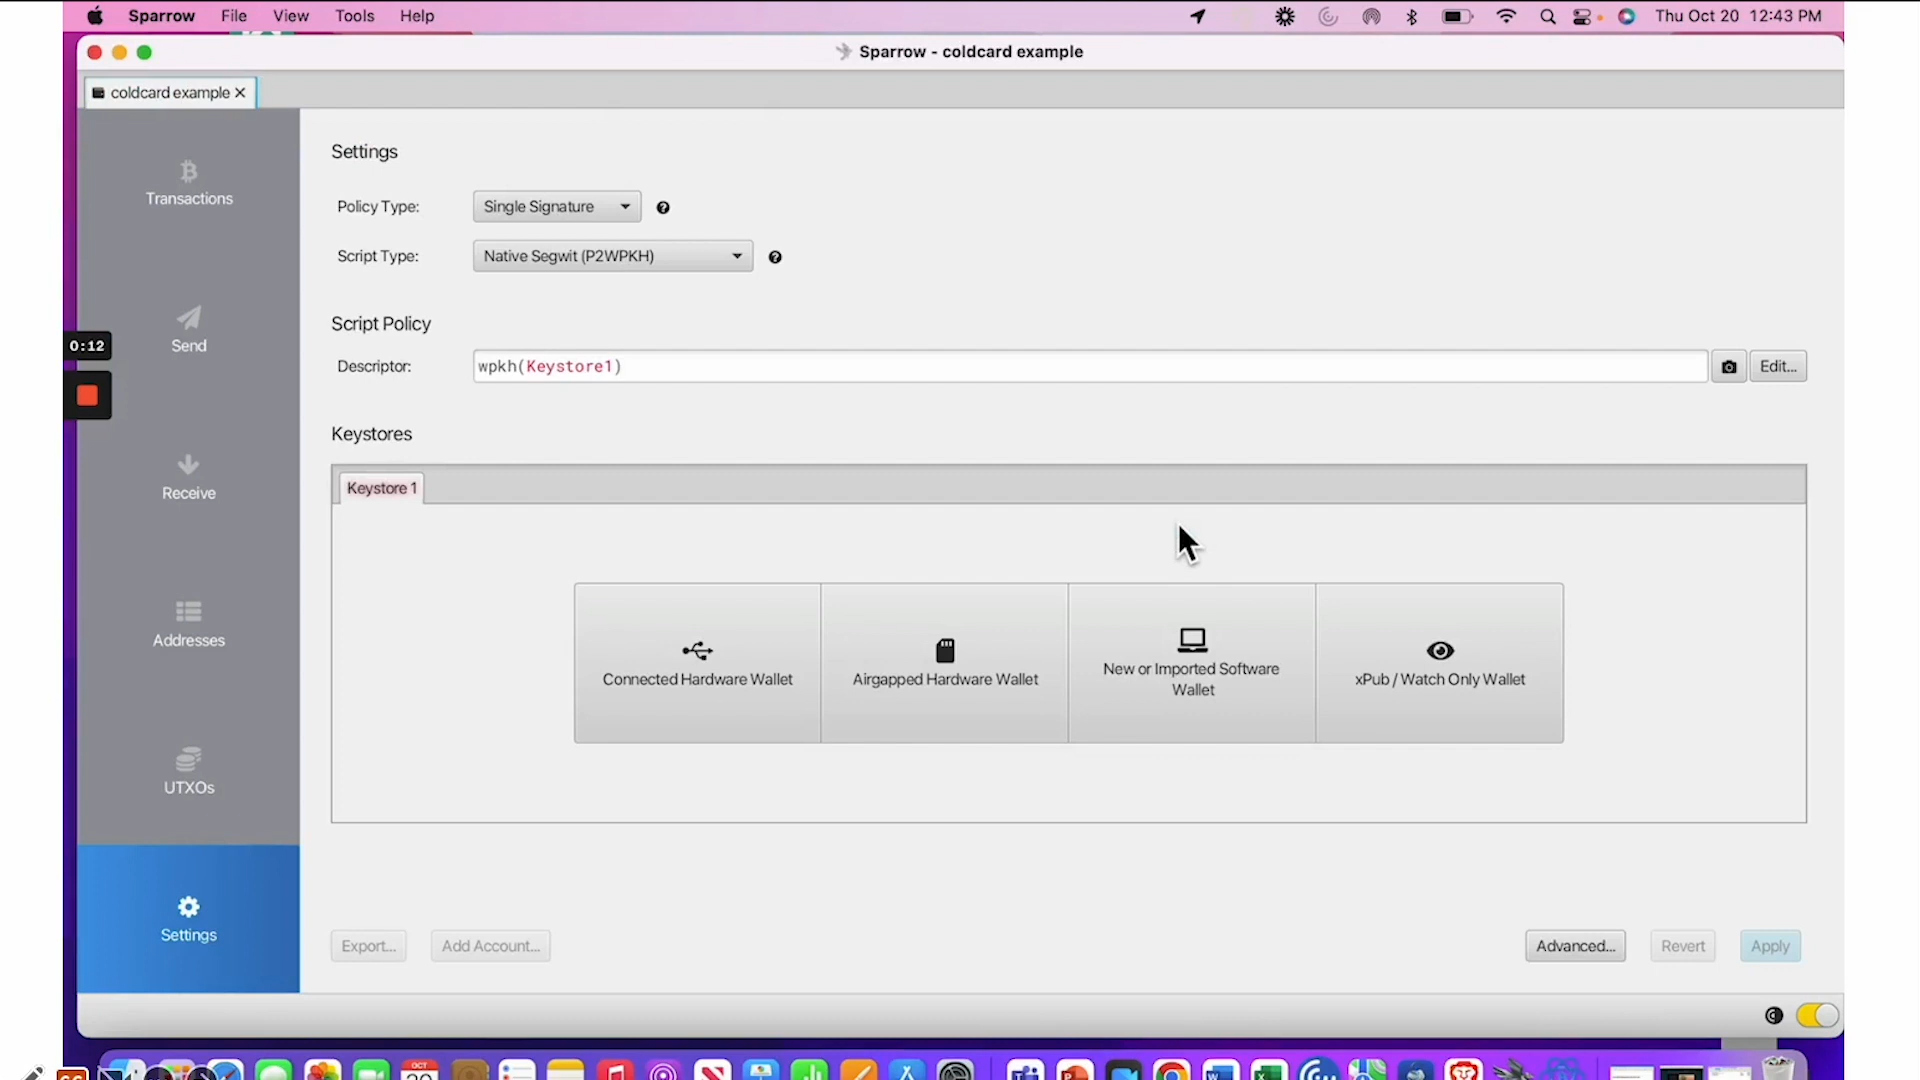 Sparrow File View Tools Help Thu Oct 20 12:43 PM
Sparrow - coldcard example
coldcard example
Settings
Transactions
Policy Type: Single Signature
Script Type: Native Segwit (P2WPKH)
Script Policy
0:12
Send
Descriptor: wpkh(Keystore1) Edit...
Keystores
Keystore 1
Receive
Addresses
Connected Hardware Wallet
Airgapped Hardware Wallet
New or Imported Software
Wallet
xPub / Watch Only Wallet
UTXOs
Settings
Export... Add Account... Advanced... Revert Apply
OCT